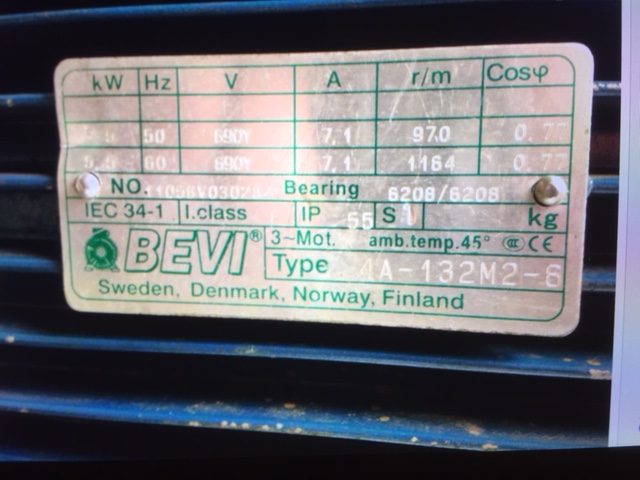 kW Hz V A r/m Cosφ
50 690Y 7,1 970 0.77
60 690Y 7,1 1164 0.77
NO. Bearing 6208/6208
IEC 34-1 I.class IP 55 S1 kg
BEVI® 3~Mot. amb.temp.45° CCC CE
Type 4A-132M2-6
Sweden, Denmark, Norway, Finland